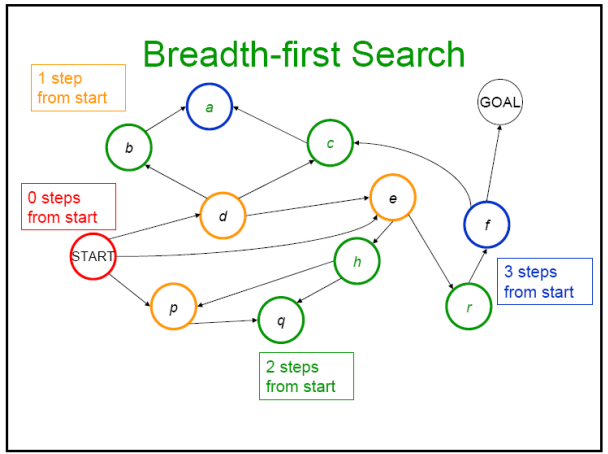 Breadth-first Search
1 step
from start
a
GOAL
b
c
0 steps
from start
d
e
f
START
h
3 steps
from start
p
q
r
2 steps
from start